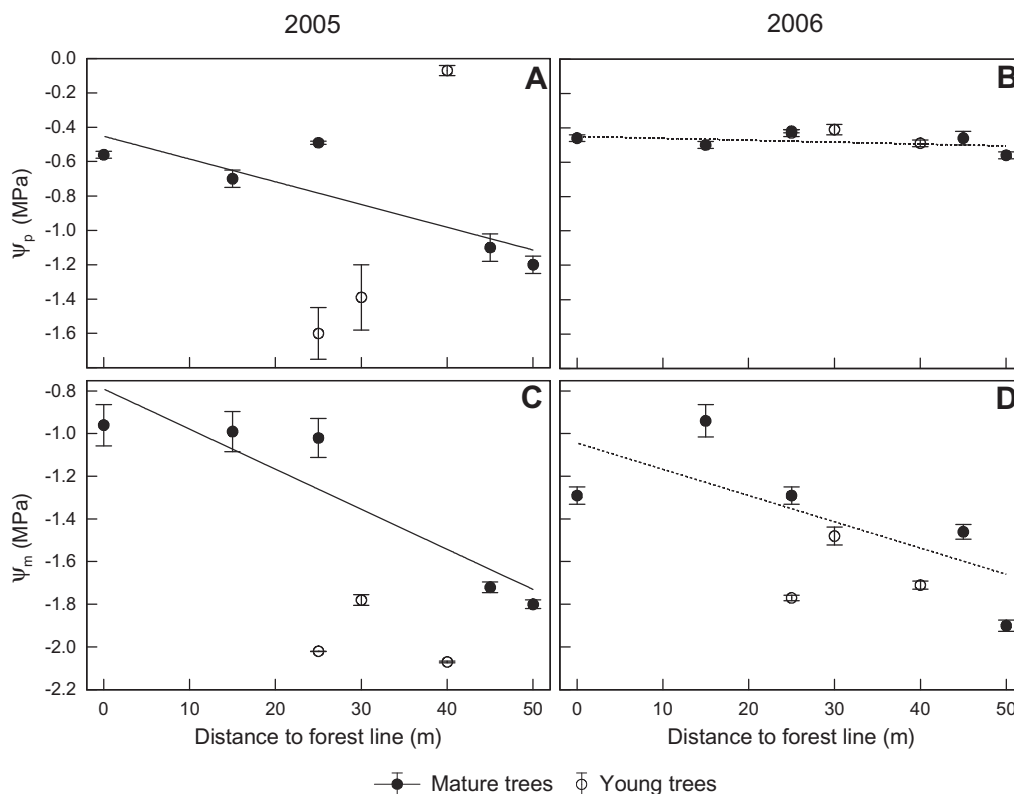 2005 2006
A B
0.0
-0.2
-0.4
-0.6
-0.8
-1.0
-1.2
-1.4
-1.6
Ψp (MPa)
C D
-0.8
-1.0
-1.2
-1.4
-1.6
-1.8
-2.0
-2.2
Ψm (MPa)
0 10 20 30 40 50 0 10 20 30 40 50
Distance to forest line (m) Distance to forest line (m)
Mature trees Young trees